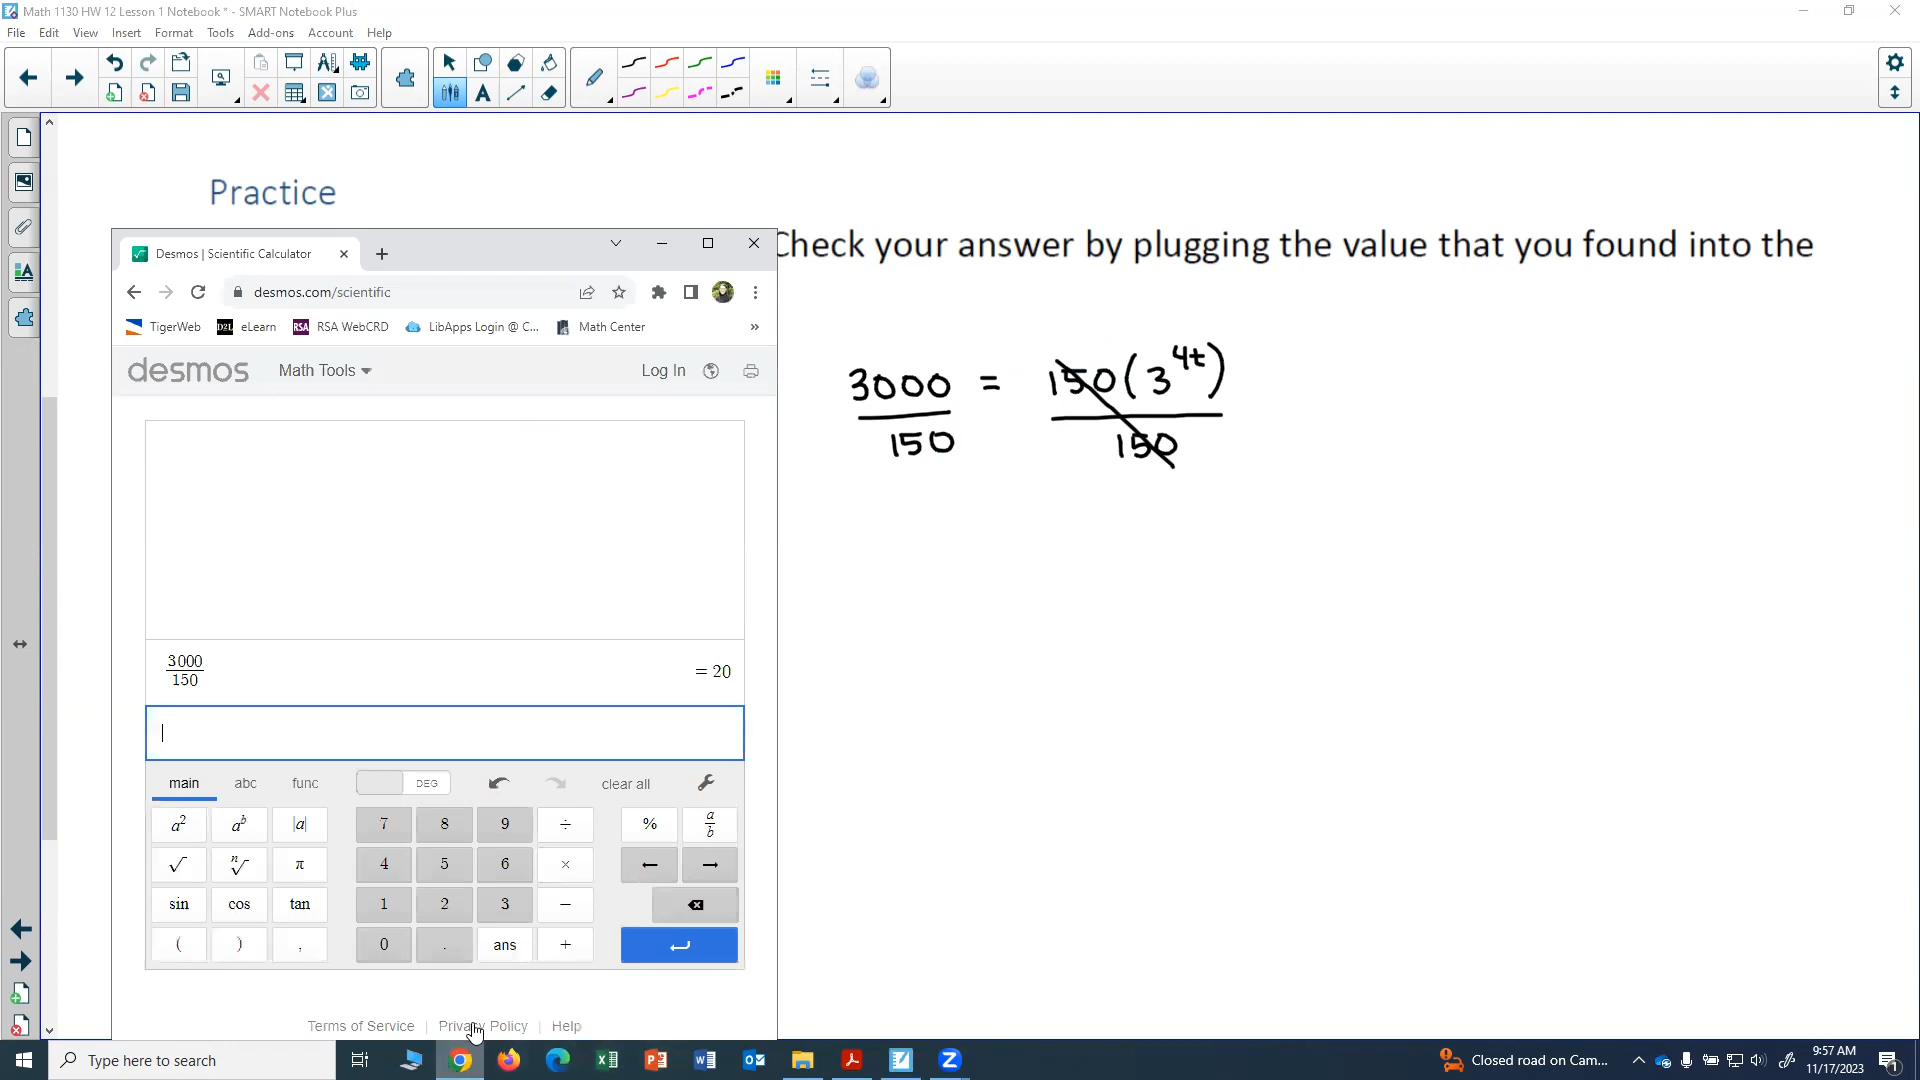 Math 1130 HW 12 Lesson 1 Notebook * - SMART Notebook Plus
File Edit View Insert Format Tools Add-ons Account Help
Practice
Check your answer by plugging the value that you found into the
Desmos | Scientific Calculator
desmos.com/scientific
TigerWeb D2L eLearn RSA RSA WebCRD LibApps Login @ C... Math Center »
desmos Math Tools Log In
3000 = 150(3^{4t})
150 150
3000
150
= 20
main abc func DEG clear all
a² a^b |a| 7 8 9 ÷ % a/b
√ ⁿ√ π 4 5 6 × ← →
sin cos tan 1 2 3 −
( ) , 0 . ans +
Terms of Service | Privacy Policy | Help
Type here to search
Closed road on Cam...
9:57 AM
11/17/2023
1